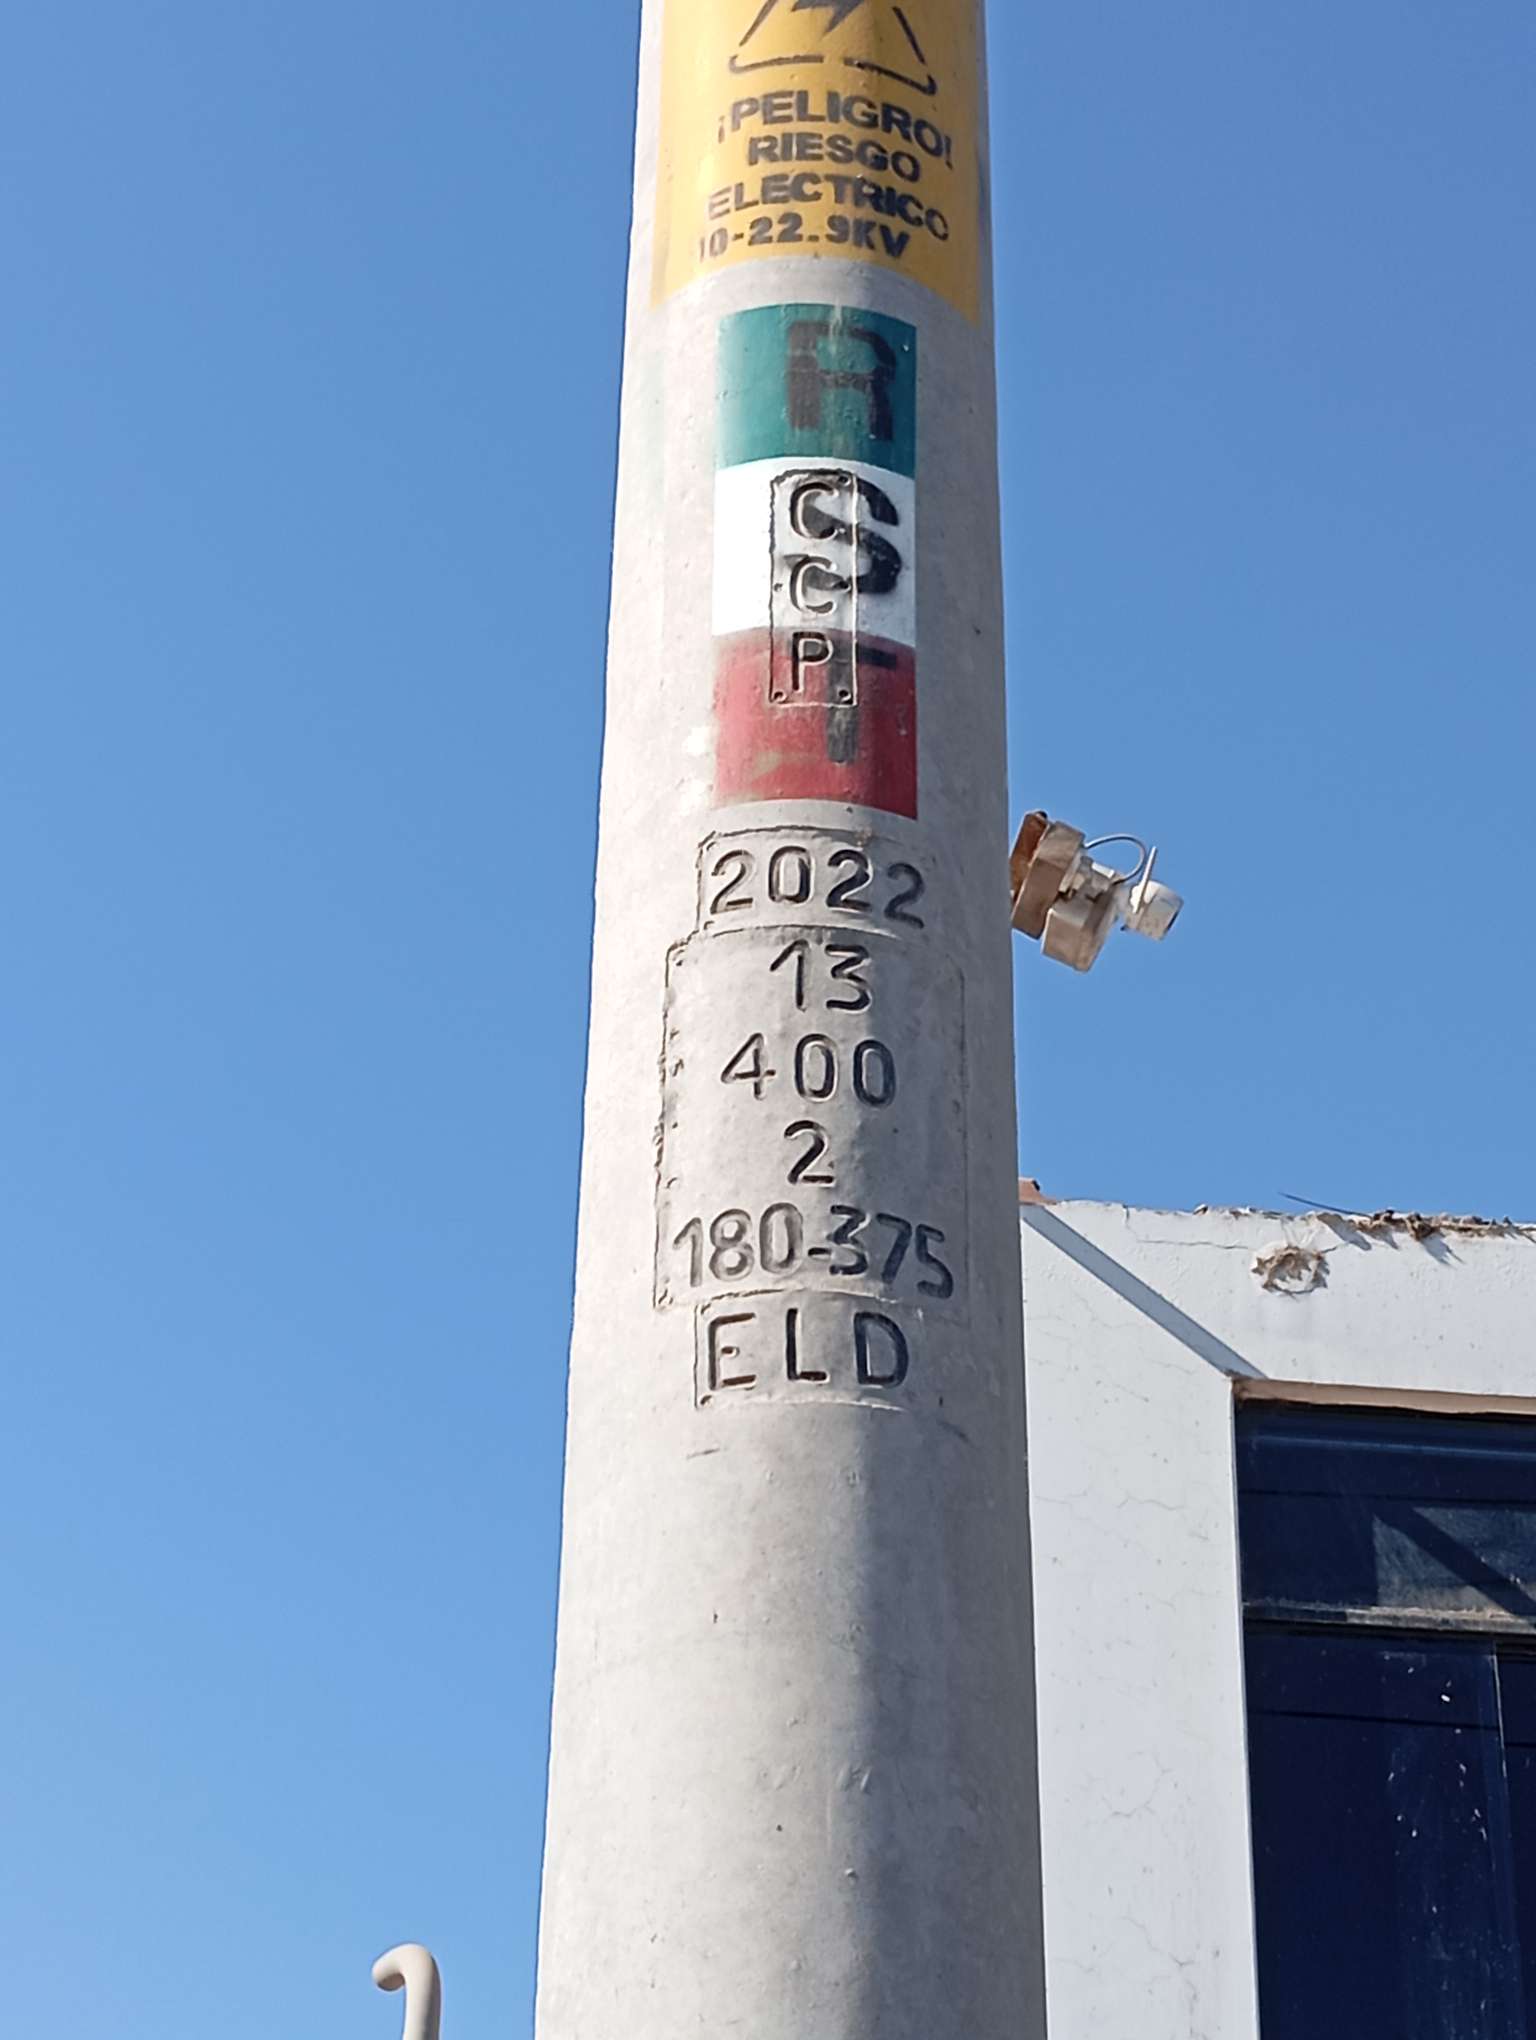 ¡PELIGRO!
RIESGO
ELECTRICO
10-22.9KV
R
S
T
C
C
P
2022
13
400
2
180-375
ELD